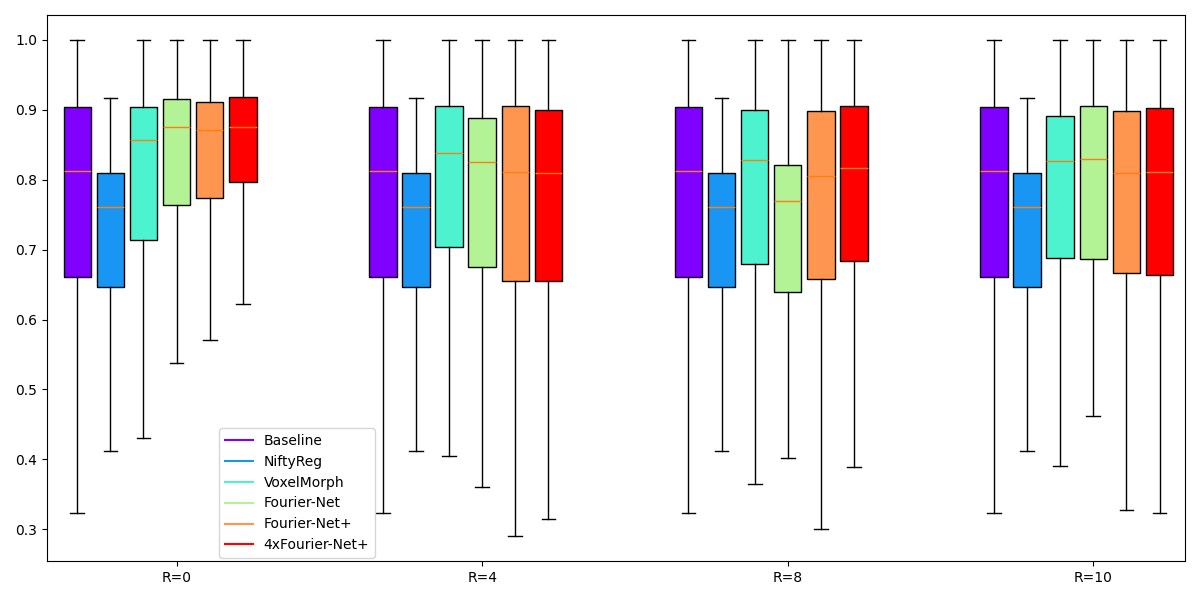 1.0
0.9
0.8
0.7
0.6
0.5
0.4
0.3
Baseline
NiftyReg
VoxelMorph
Fourier-Net
Fourier-Net+
4xFourier-Net+
R=0 R=4 R=8 R=10